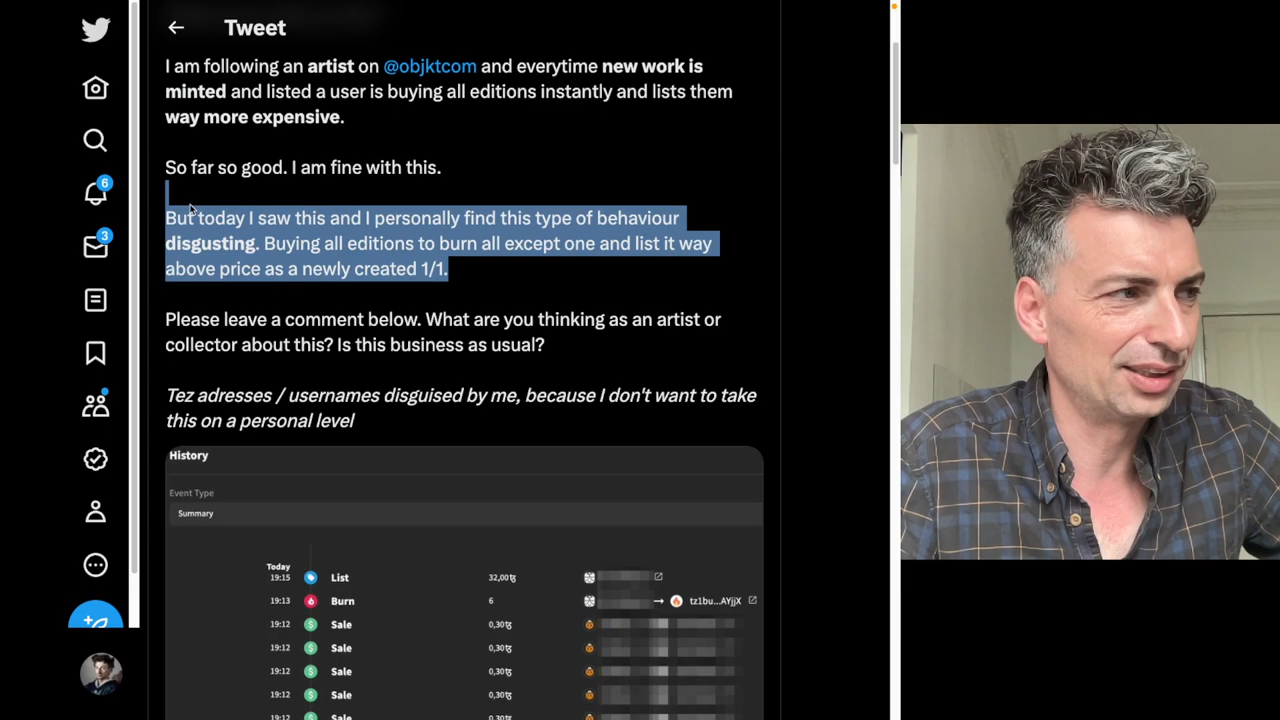 Tweet
I am following an artist on @objktcom and everytime new work is
minted and listed a user is buying all editions instantly and lists them
way more expensive.
So far so good. I am fine with this.
But today I saw this and I personally find this type of behaviour
disgusting. Buying all editions to burn all except one and list it way
above price as a newly created 1/1.
Please leave a comment below. What are you thinking as an artist or
collector about this? Is this business as usual?
Tez adresses / usernames disguised by me, because I don't want to take
this on a personal level
6
3
History
Event Type
Summary
Today
19:15 List 32,00ꜩ
19:13 Burn 6 tz1bu...AYjjX
19:12 Sale 0,30ꜩ
19:12 Sale 0,30ꜩ
19:12 Sale 0,30ꜩ
19:12 Sale 0,30ꜩ
19:12 Sale 0,30ꜩ